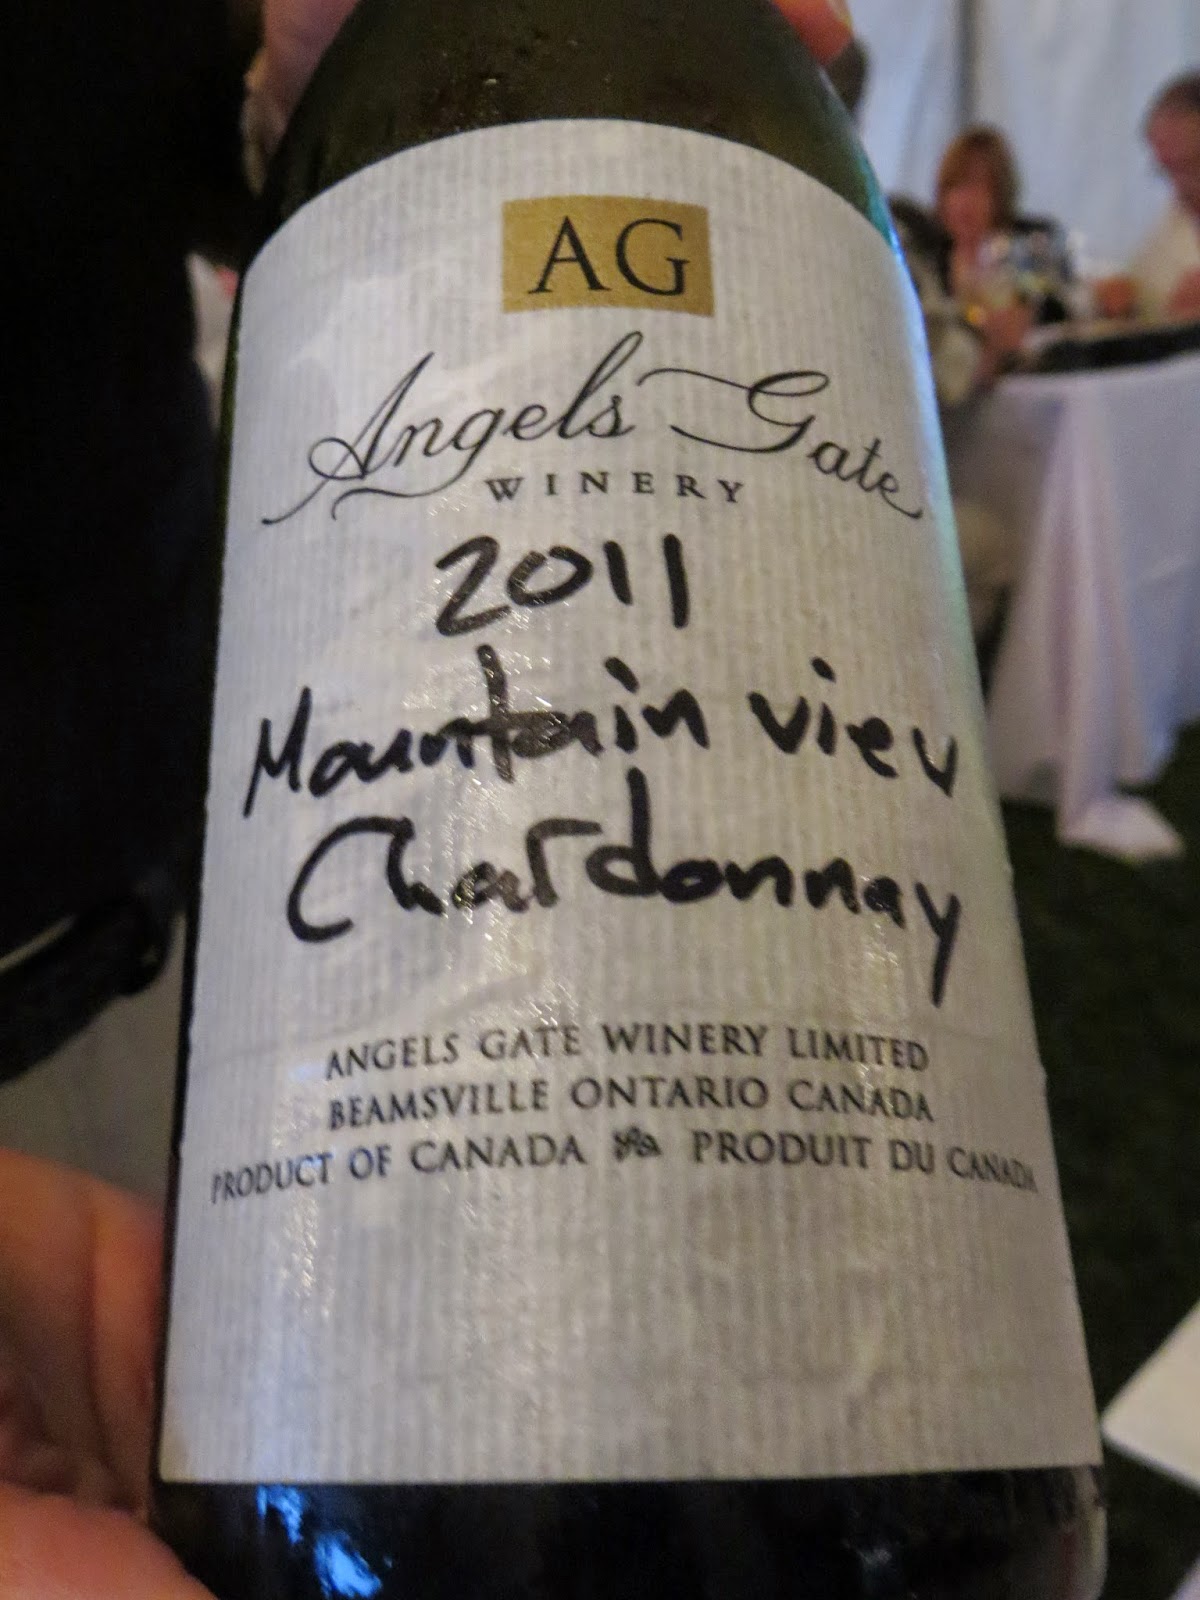 AG
Angels Gate
WINERY
2011
Mountain view
Chardonnay
ANGELS GATE WINERY LIMITED
BEAMSVILLE ONTARIO CANADA
PRODUCT OF CANADA PRODUIT DU CANADA